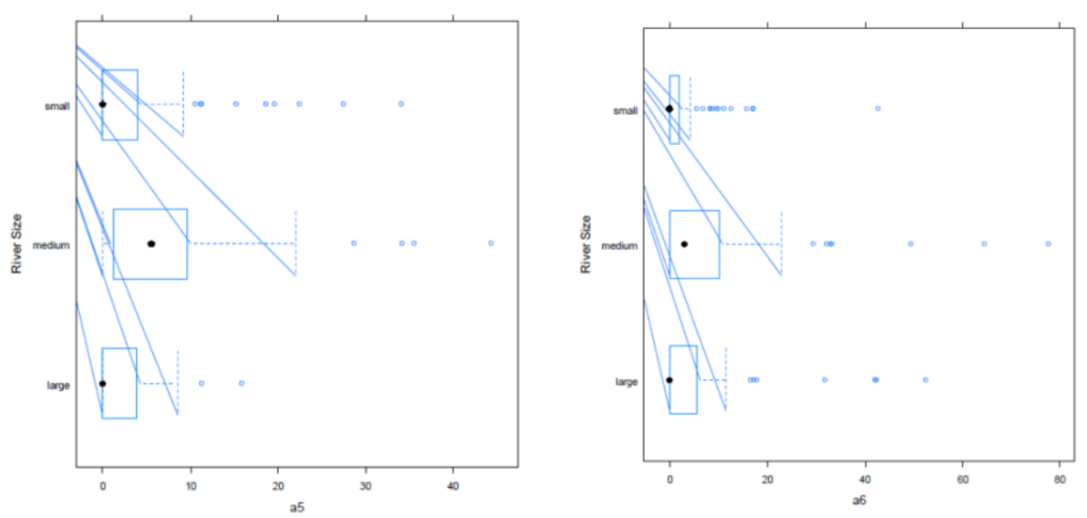 small
medium
large
River Size
0 10 20 30 40
a5
small
medium
large
River Size
0 20 40 60 80
a6